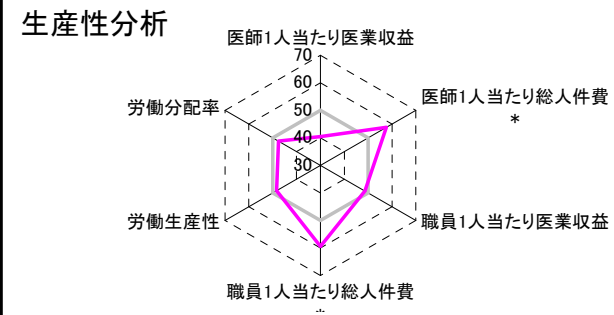 生産性分析
医師1人当たり医業収益
70
60
50
40
30
医師1人当たり総人件費
*
職員1人当たり医業収益
職員1人当たり総人件費
*
労働生産性
労働分配率